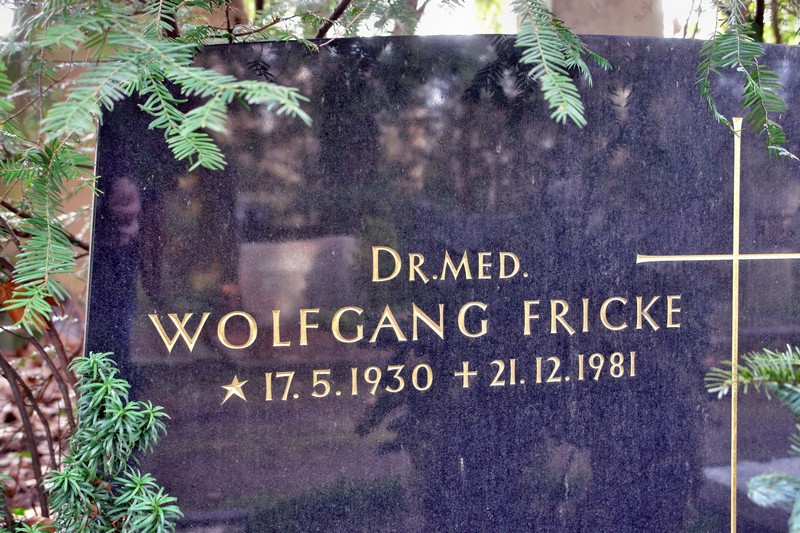 DR.MED.
WOLFGANG FRICKE
★ 17.5.1930 ✝ 21.12.1981